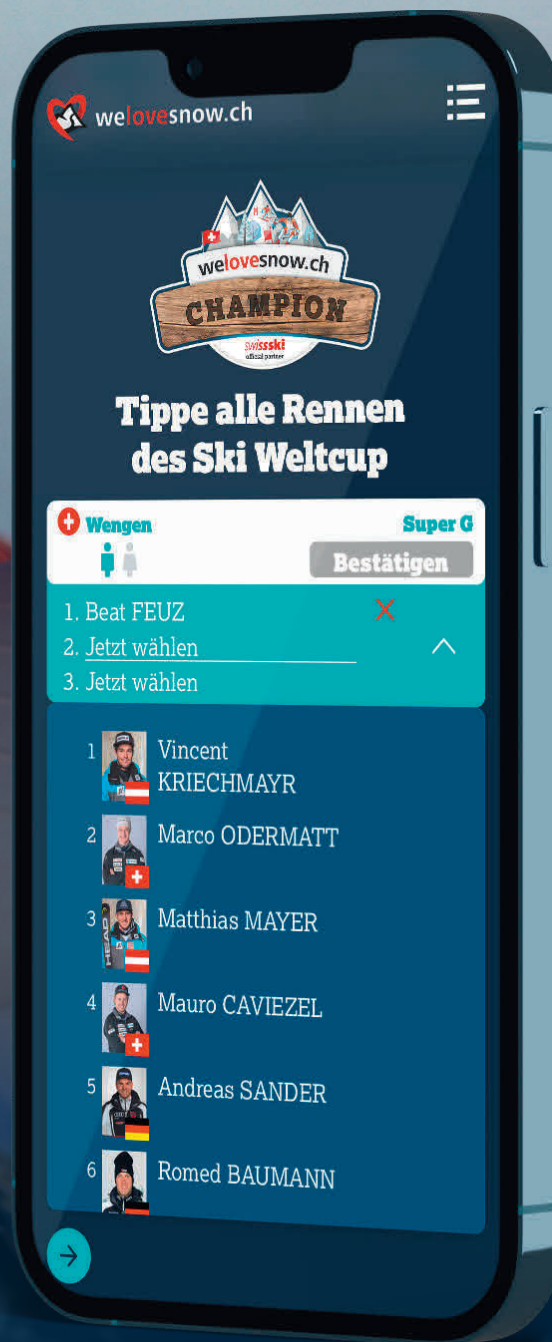 welovesnow.ch
welovesnow.ch
CHAMPION
swissski
official partner
Tippe alle Rennen
des Ski Weltcup
Wengen
Super G
Bestätigen
1. Beat FEUZ
2. Jetzt wählen
3. Jetzt wählen
1 Vincent
KRIECHMAYR
2 Marco ODERMATT
3 Matthias MAYER
HEAD
4 Mauro CAVIEZEL
5 Andreas SANDER
6 Romed BAUMANN